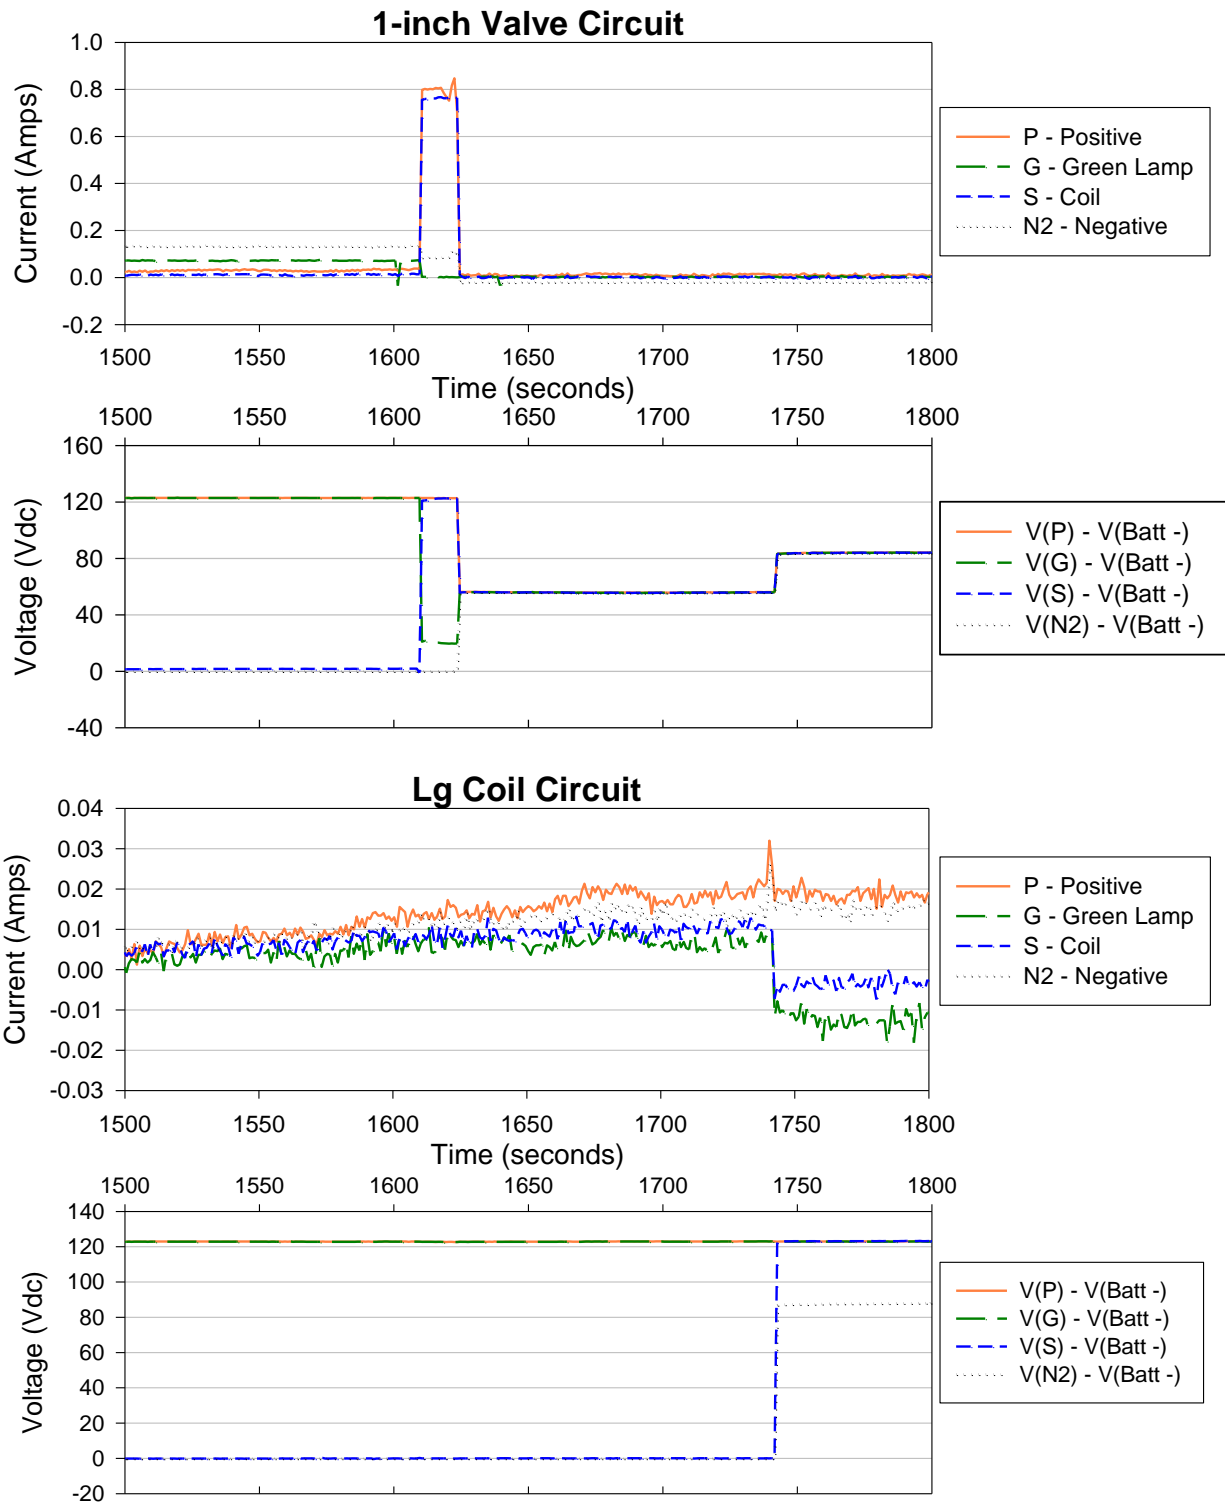 1-inch Valve Circuit
Current (Amps)
1.0
0.8
0.6
0.4
0.2
0.0
-0.2
1500 1550 1600 1650 1700 1750 1800
Time (seconds)
P - Positive
G - Green Lamp
S - Coil
N2 - Negative
1500 1550 1600 1650 1700 1750 1800
Voltage (Vdc)
160
120
80
40
0
-40
V(P) - V(Batt -)
V(G) - V(Batt -)
V(S) - V(Batt -)
V(N2) - V(Batt -)
Lg Coil Circuit
Current (Amps)
0.04
0.03
0.02
0.01
0.00
-0.01
-0.02
-0.03
1500 1550 1600 1650 1700 1750 1800
Time (seconds)
P - Positive
G - Green Lamp
S - Coil
N2 - Negative
1500 1550 1600 1650 1700 1750 1800
Voltage (Vdc)
140
120
100
80
60
40
20
0
-20
V(P) - V(Batt -)
V(G) - V(Batt -)
V(S) - V(Batt -)
V(N2) - V(Batt -)